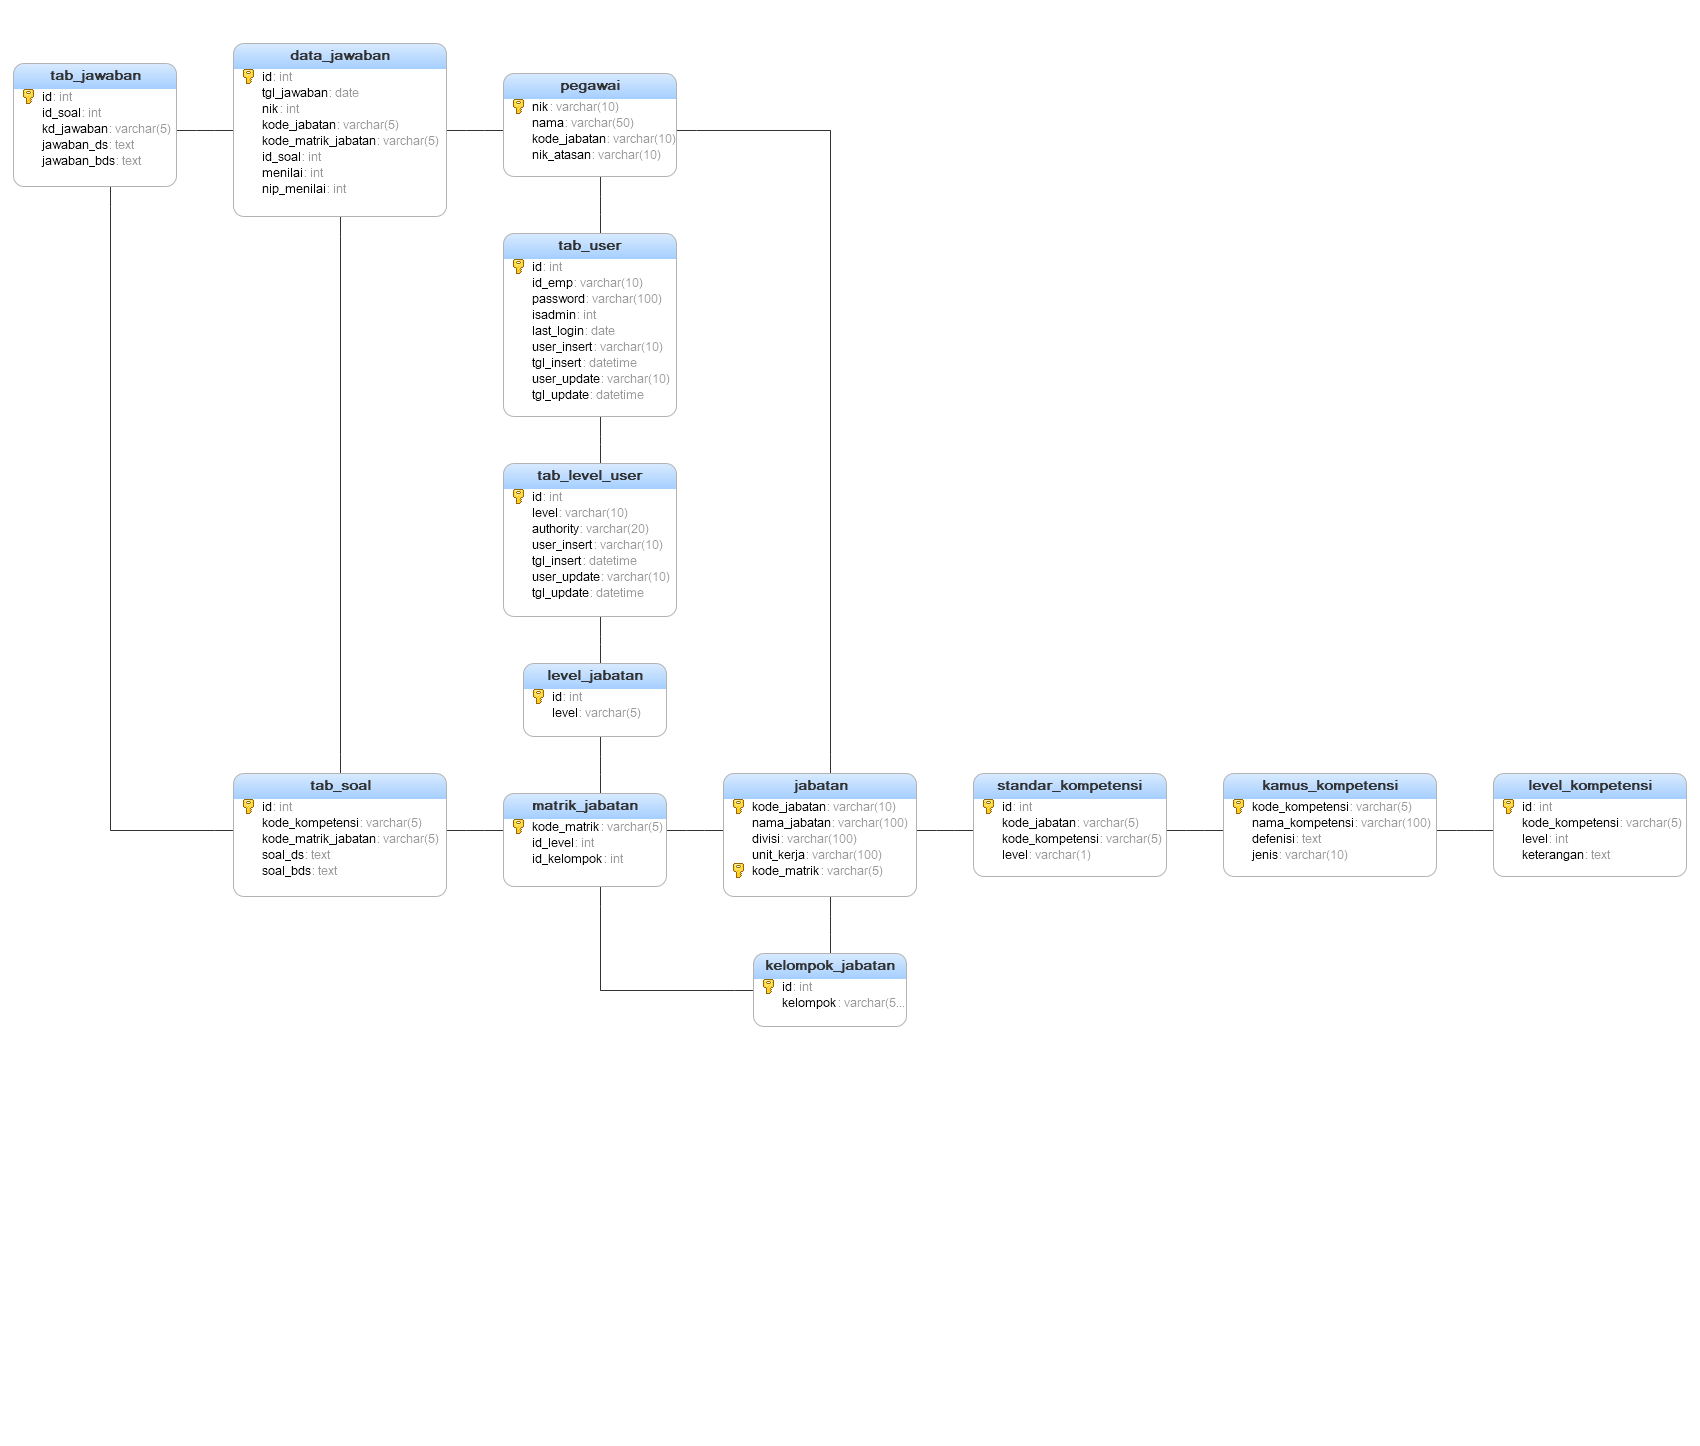 tab_jawaban
id: int
id_soal: int
kd_jawaban: varchar(5)
jawaban_ds: text
jawaban_bds: text
data_jawaban
id: int
tgl_jawaban: date
nik: int
kode_jabatan: varchar(5)
kode_matrik_jabatan: varchar(5)
id_soal: int
menilai: int
nip_menilai: int
pegawai
nik: varchar(10)
nama: varchar(50)
kode_jabatan: varchar(10)
nik_atasan: varchar(10)
tab_user
id: int
id_emp: varchar(10)
password: varchar(100)
isadmin: int
last_login: date
user_insert: varchar(10)
tgl_insert: datetime
user_update: varchar(10)
tgl_update: datetime
tab_level_user
id: int
level: varchar(10)
authority: varchar(20)
user_insert: varchar(10)
tgl_insert: datetime
user_update: varchar(10)
tgl_update: datetime
level_jabatan
id: int
level: varchar(5)
tab_soal
id: int
kode_kompetensi: varchar(5)
kode_matrik_jabatan: varchar(5)
soal_ds: text
soal_bds: text
matrik_jabatan
kode_matrik: varchar(5)
id_level: int
id_kelompok: int
jabatan
kode_jabatan: varchar(10)
nama_jabatan: varchar(100)
divisi: varchar(100)
unit_kerja: varchar(100)
kode_matrik: varchar(5)
standar_kompetensi
id: int
kode_jabatan: varchar(5)
kode_kompetensi: varchar(5)
level: varchar(1)
kamus_kompetensi
kode_kompetensi: varchar(5)
nama_kompetensi: varchar(100)
defenisi: text
jenis: varchar(10)
level_kompetensi
id: int
kode_kompetensi: varchar(5)
level: int
keterangan: text
kelompok_jabatan
id: int
kelompok: varchar(5...